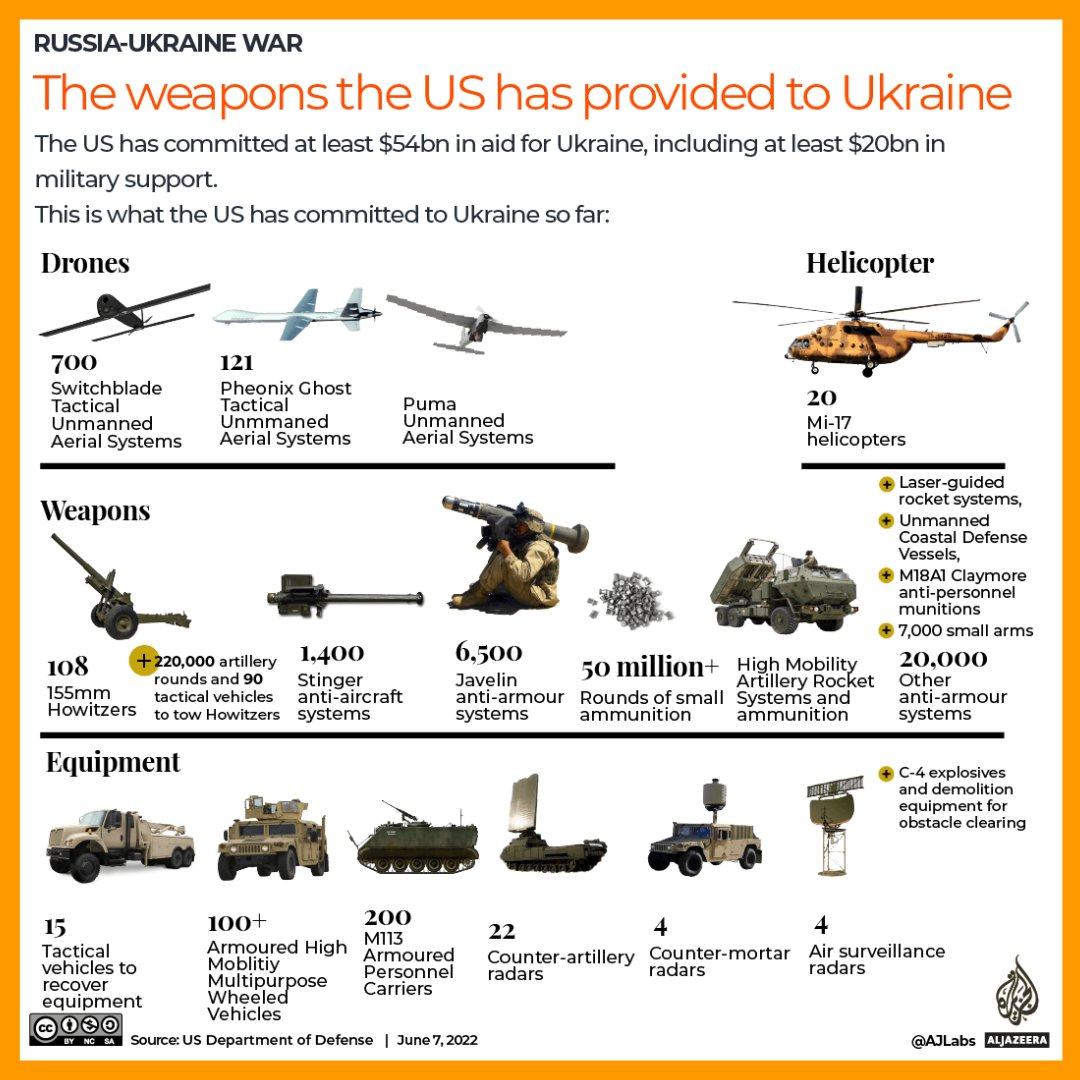 RUSSIA-UKRAINE WAR
The weapons the US has provided to Ukraine
The US has committed at least $54bn in aid for Ukraine, including at least $20bn in
military support.
This is what the US has committed to Ukraine so far:
Drones
700
Switchblade
Tactical
Unmanned
Aerial Systems
121
Pheonix Ghost
Tactical
Unmmaned
Aerial Systems
Puma
Unmanned
Aerial Systems
Helicopter
20
Mi-17
helicopters
Weapons
108
155mm
Howitzers
+
220,000 artillery
rounds and 90
tactical vehicles
to tow Howitzers
1,400
Stinger
anti-aircraft
systems
6,500
Javelin
anti-armour
systems
50 million+
Rounds of small
ammunition
High Mobility
Artillery Rocket
Systems and
ammunition
+ Laser-guided
rocket systems,
+ Unmanned
Coastal Defense
Vessels,
+ M18A1 Claymore
anti-personnel
munitions
+ 7,000 small arms
20,000
Other
anti-armour
systems
Equipment
15
Tactical
vehicles to
recover
equipment
100+
Armoured High
Moblitiy
Multipurpose
Wheeled
Vehicles
200
M113
Armoured
Personnel
Carriers
22
Counter-artillery
radars
4
Counter-mortar
radars
4
Air surveillance
radars
+ C-4 explosives
and demolition
equipment for
obstacle clearing
CC BY NC SA
Source: US Department of Defense | June 7, 2022
@AJLabs
ALJAZEERA